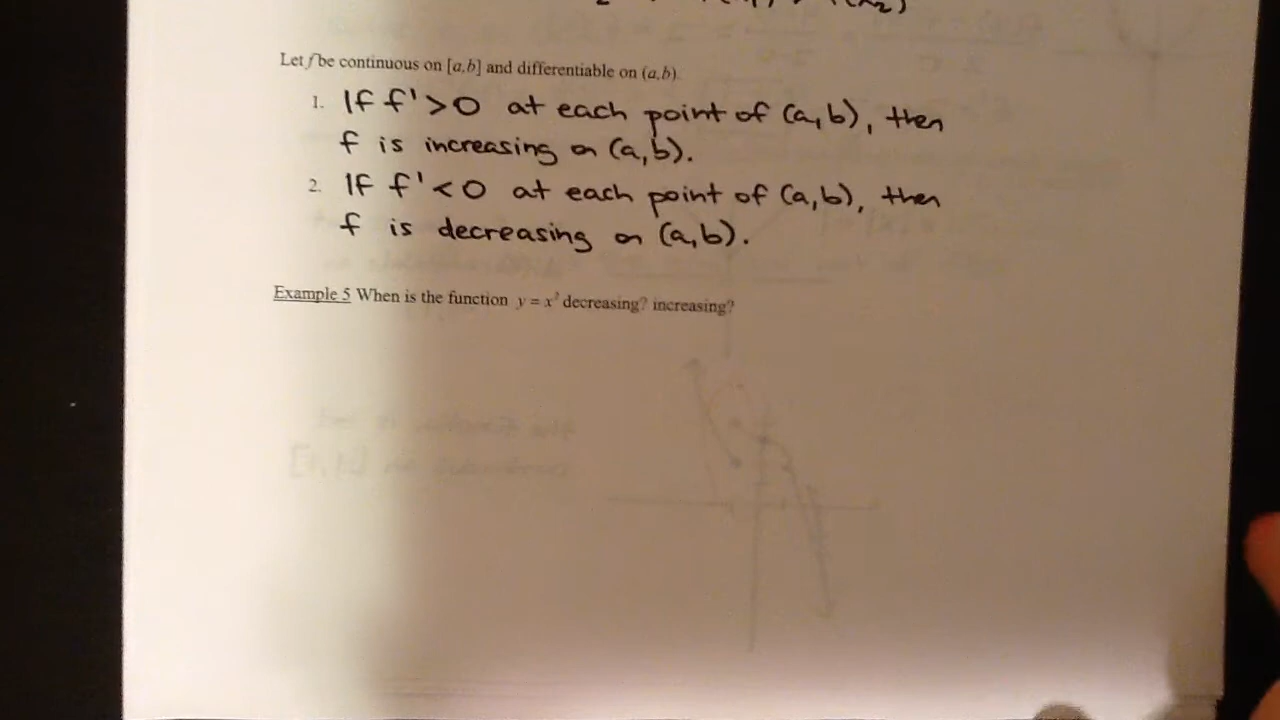 Let f be continuous on [a,b] and differentiable on (a,b).
1. If f'>0 at each point of (a,b), then
f is increasing on (a,b).
2. If f'<0 at each point of (a,b), then
f is decreasing on (a,b).
Example 5 When is the function y = x² decreasing? increasing?